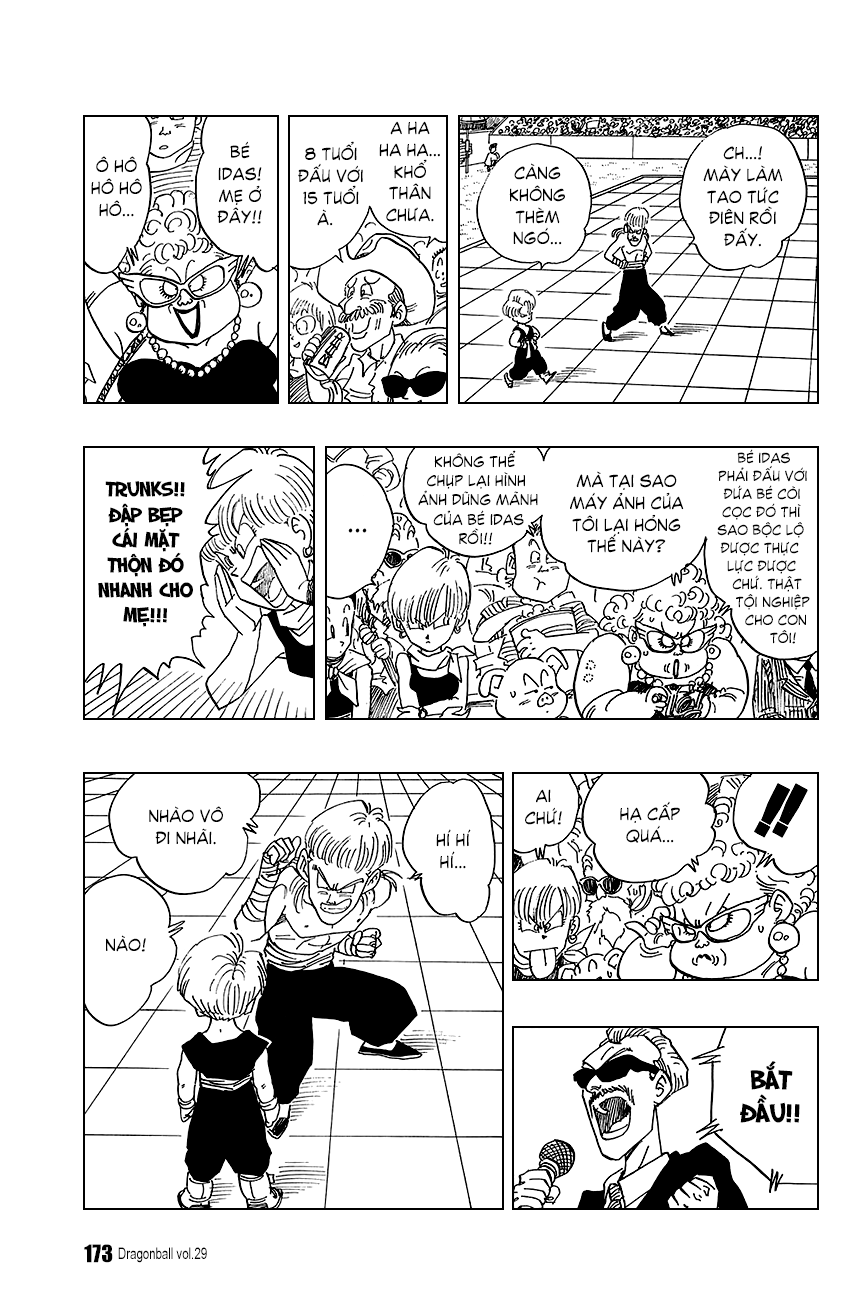 CH...!
MÀY LÀM
TAO TỨC
ĐIÊN RỒI
ĐẤY.
CÀNG
KHÔNG
THÈM
NGÓ...
A HA
HA HA...
KHỔ
THÂN
CHƯA.
8 TUỔI
ĐẤU VỚI
15 TUỔI
À.
BÉ
IDAS!
MẸ Ở
ĐÂY!!
Ô HÔ
HÔ HÔ
HÔ...
BÉ IDAS
PHẢI ĐẤU VỚI
ĐỨA BÉ CÒI
CỌC ĐÓ THÌ
SAO BỘC LỘ
ĐƯỢC THỰC
LỰC ĐƯỢC
CHỨ. THẬT
TỘI NGHIỆP
CHO CON
TÔI!
MÀ TẠI SAO
MÁY ẢNH CỦA
TÔI LẠI HỎNG
THẾ NÀY?
KHÔNG THỂ
CHỤP LẠI HÌNH
ẢNH DŨNG MÃNH
CỦA BÉ IDAS
RỒI!!
...
TRUNKS!!
ĐẬP BẸP
CÁI MẶT
THỘN ĐÓ
NHANH CHO
MẸ!!!
!!
HẠ CẤP
QUÁ...
AI
CHỨ!
BẮT
ĐẦU!!
HÍ HÍ
HÍ...
NHÀO VÔ
ĐI NHÃI.
NÀO!
173 Dragonball vol.29